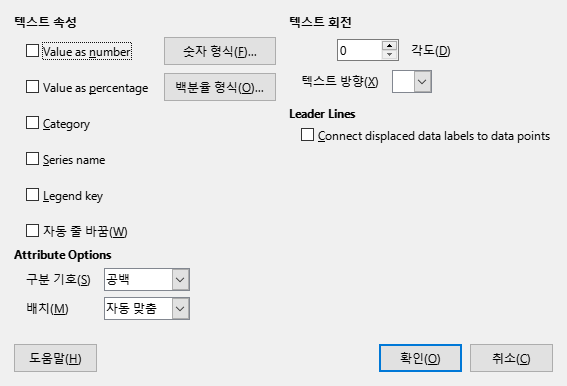 텍스트 속성
Value as number
숫자 형식(F)...
Value as percentage
백분율 형식(O)...
Category
Series name
Legend key
자동 줄 바꿈(W)
Attribute Options
구분 기호(S)
공백
배치(M)
자동 맞춤
텍스트 회전
0
각도(D)
텍스트 방향(X)
Leader Lines
Connect displaced data labels to data points
도움말(H)
확인(O)
취소(C)